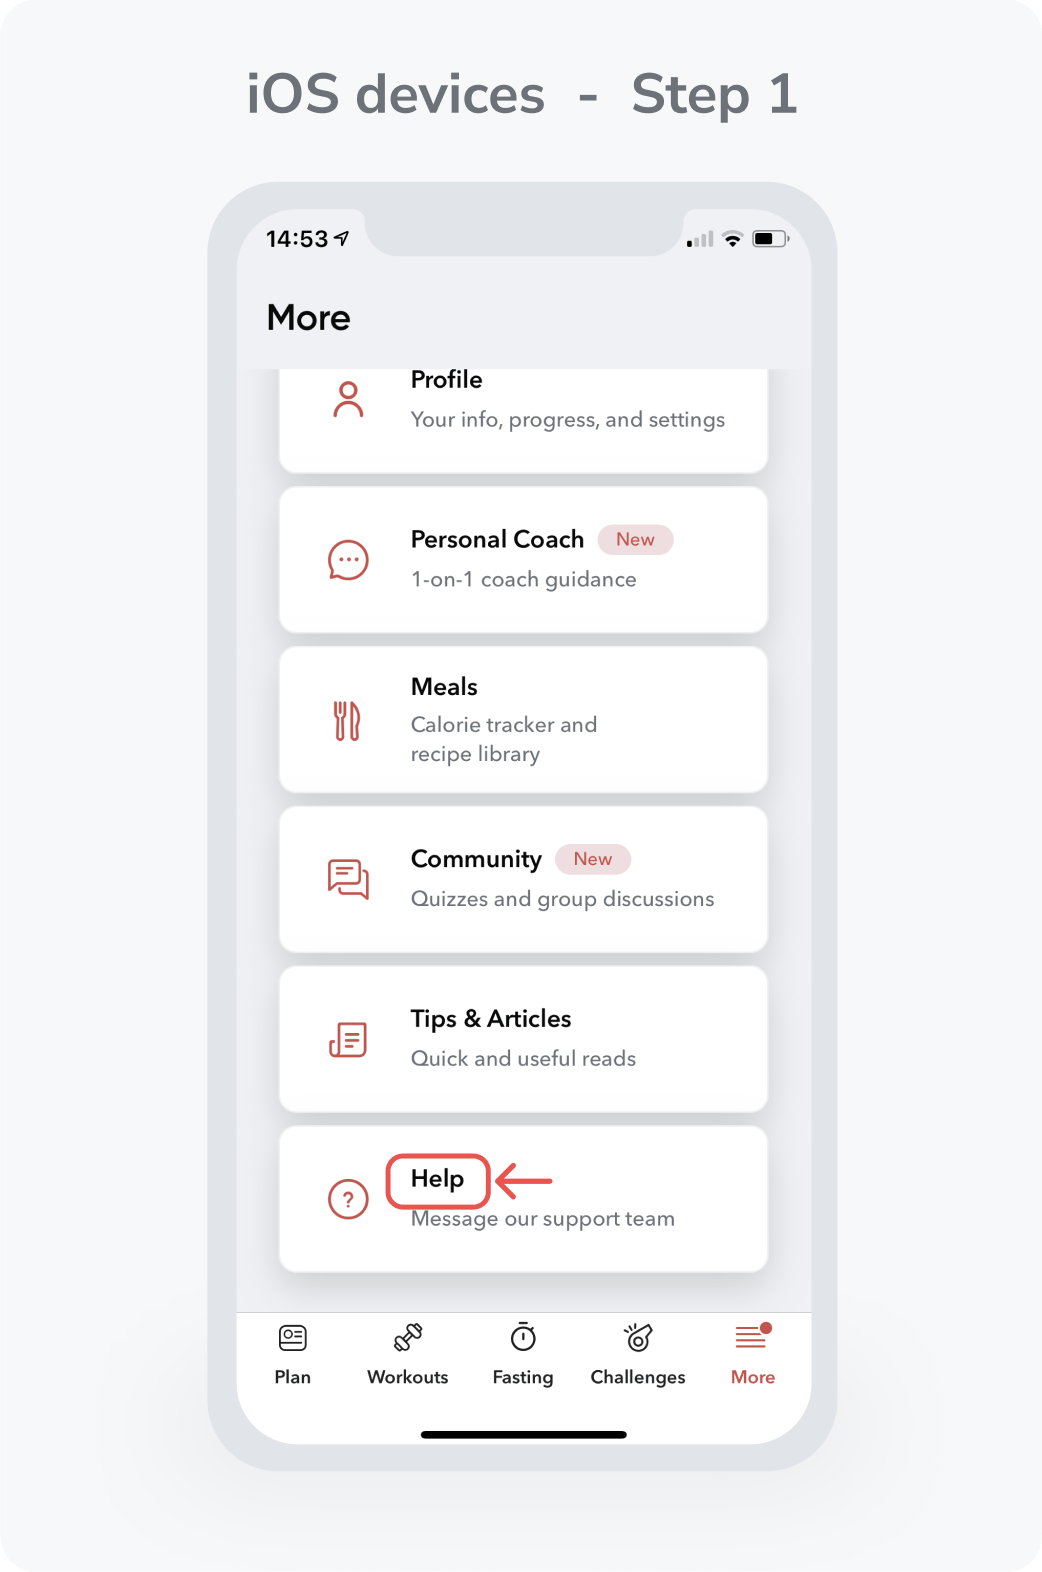 iOS devices - Step 1
14:53
More
Profile
Your info, progress, and settings
Personal Coach New
1-on-1 coach guidance
Meals
Calorie tracker and
recipe library
Community New
Quizzes and group discussions
Tips & Articles
Quick and useful reads
Help
?
Message our support team
Plan Workouts Fasting Challenges More